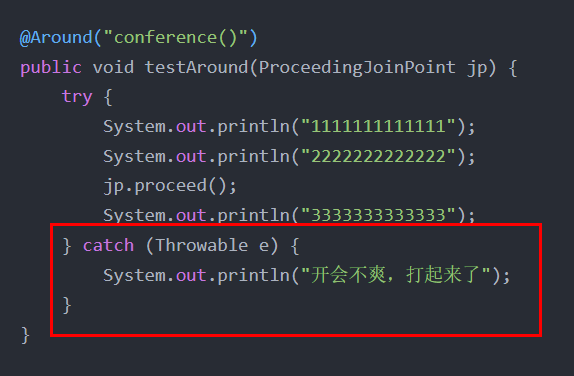 @Around("conference()")
public void testAround(ProceedingJoinPoint jp) {
try {
System.out.println("1111111111111");
System.out.println("2222222222222");
jp.proceed();
System.out.println("3333333333333");
} catch (Throwable e) {
System.out.println("开会不爽，打起来了");
}
}